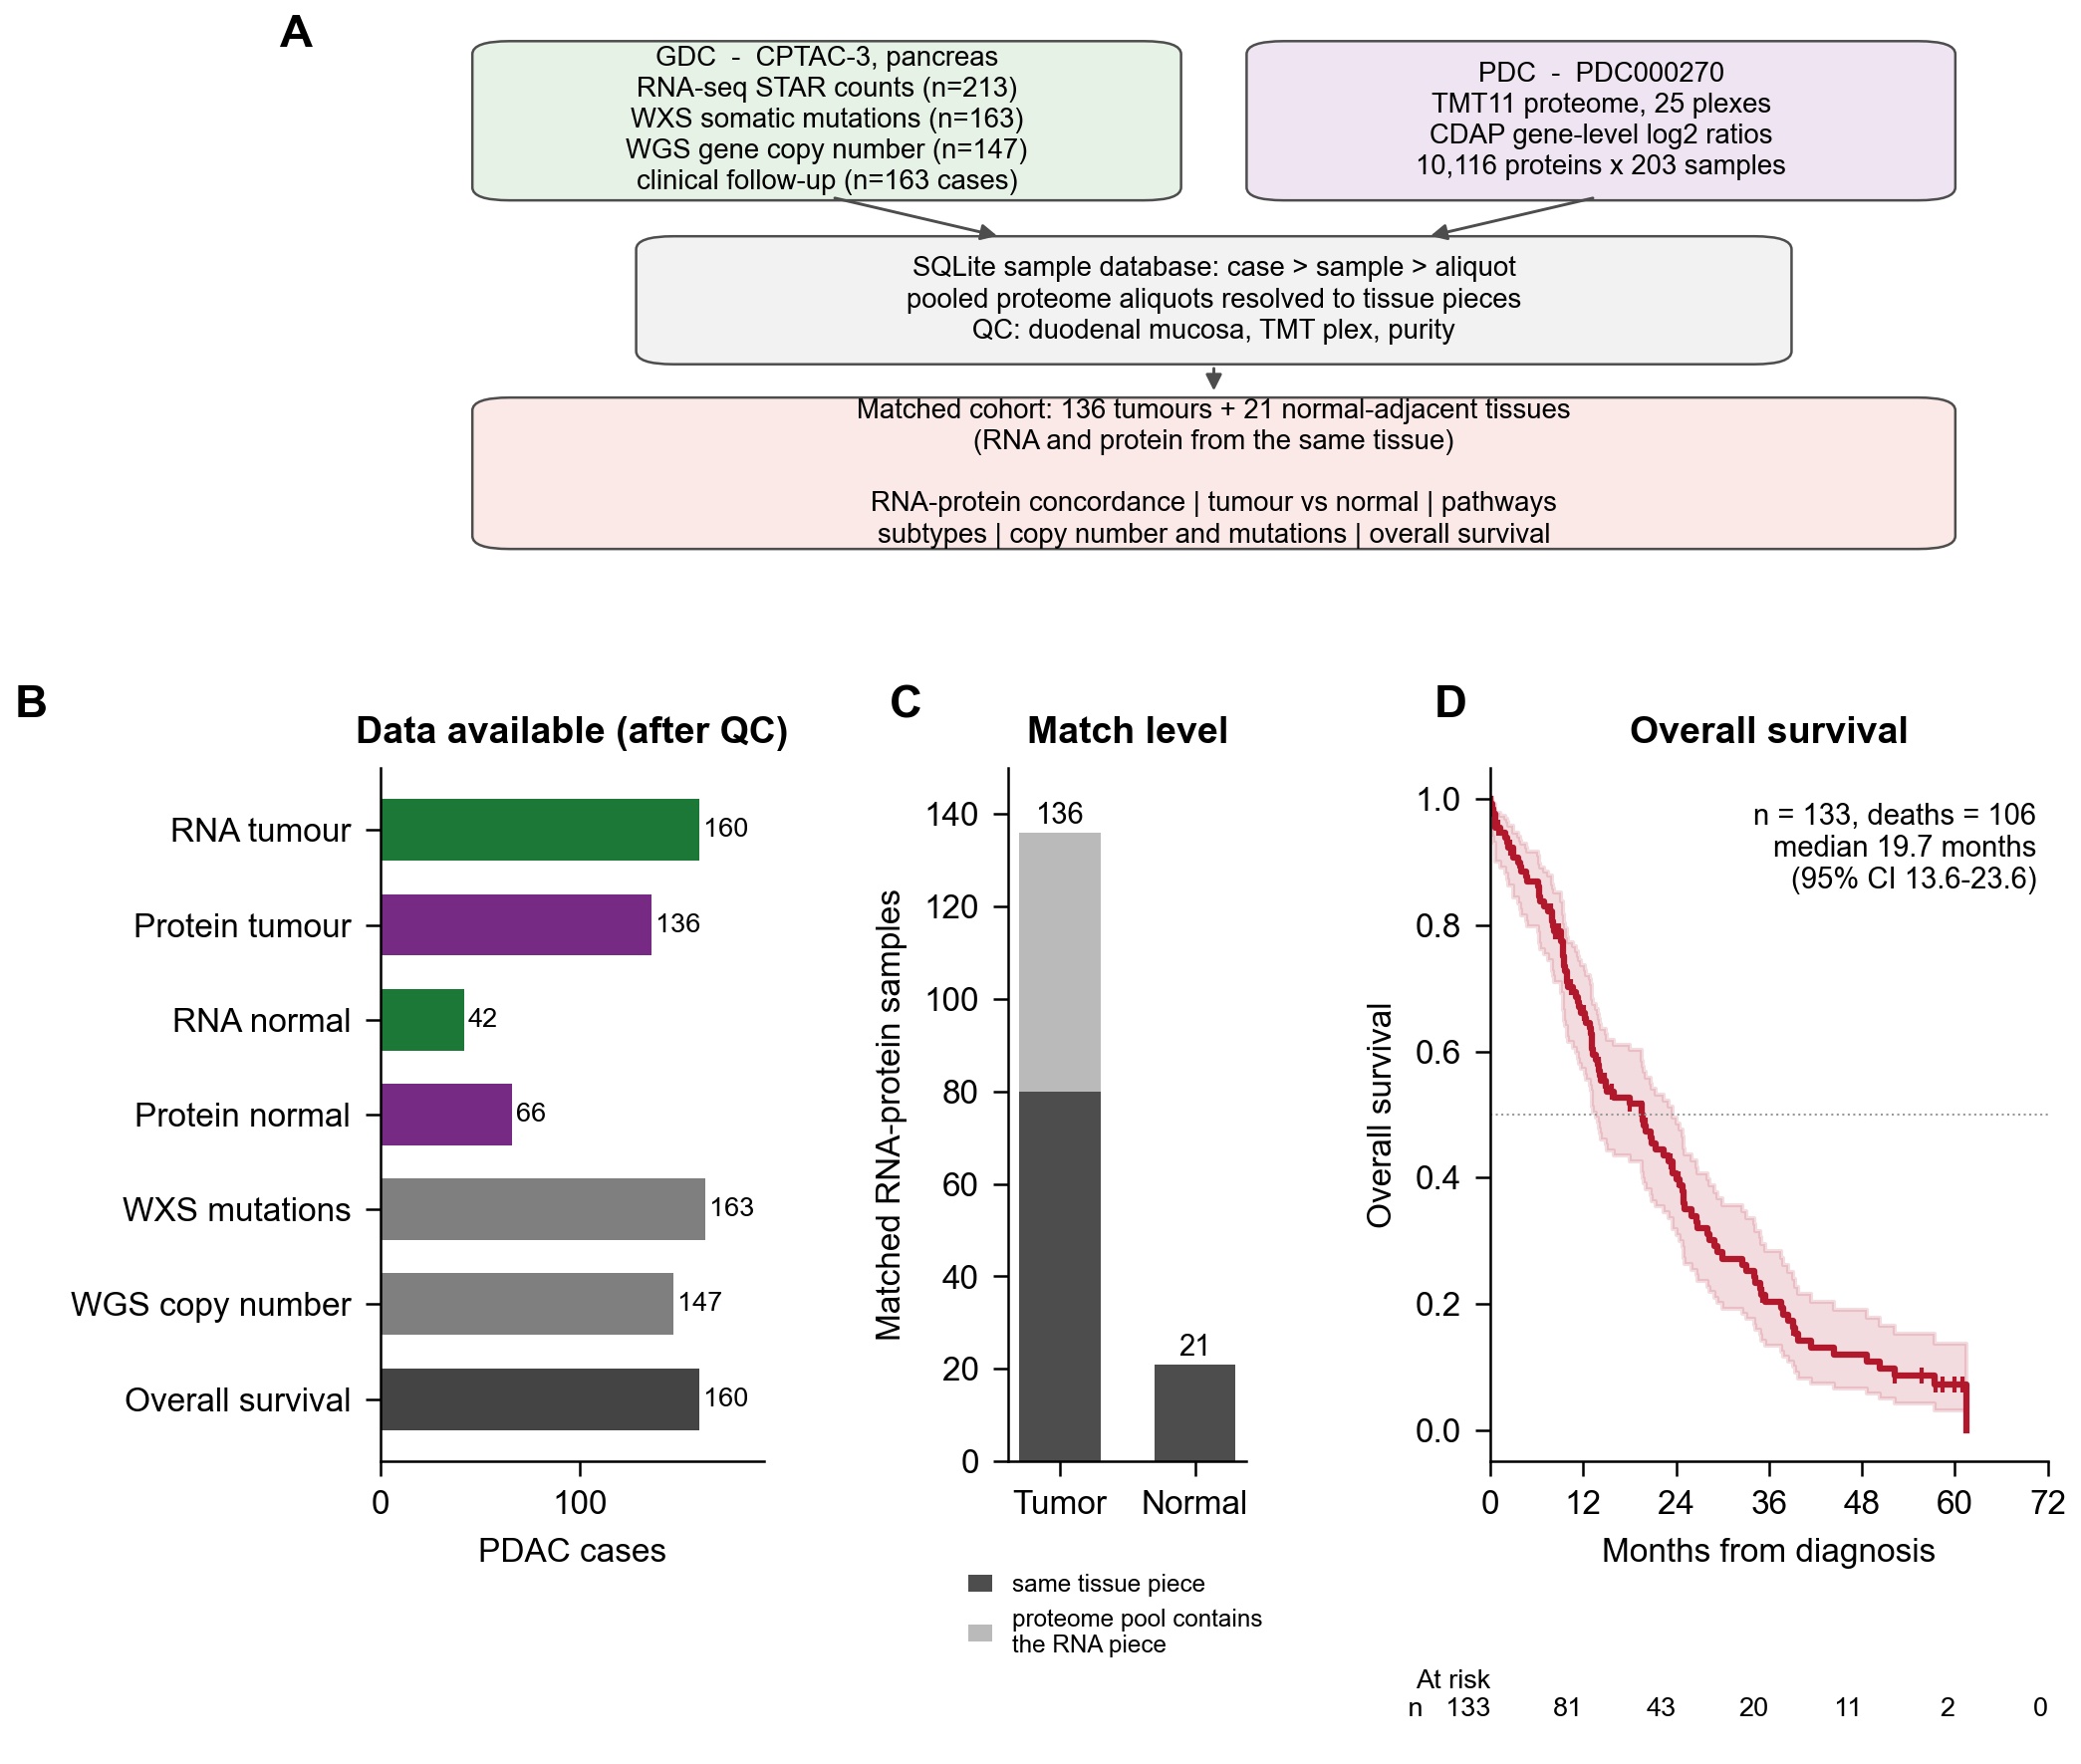 A
GDC - CPTAC-3, pancreas
RNA-seq STAR counts (n=213)
WXS somatic mutations (n=163)
WGS gene copy number (n=147)
clinical follow-up (n=163 cases)
PDC - PDC000270
TMT11 proteome, 25 plexes
CDAP gene-level log2 ratios
10,116 proteins x 203 samples
SQLite sample database: case > sample > aliquot
pooled proteome aliquots resolved to tissue pieces
QC: duodenal mucosa, TMT plex, purity
Matched cohort: 136 tumours + 21 normal-adjacent tissues
(RNA and protein from the same tissue)
RNA-protein concordance | tumour vs normal | pathways
subtypes | copy number and mutations | overall survival
B
Data available (after QC)
RNA tumour
160
Protein tumour
136
RNA normal
42
Protein normal
66
WXS mutations
163
WGS copy number
147
Overall survival
160
0
100
PDAC cases
C
Match level
Matched RNA-protein samples
140
120
100
80
60
40
20
0
136
21
Tumor
Normal
same tissue piece
proteome pool contains
the RNA piece
D
Overall survival
Overall survival
1.0
0.8
0.6
0.4
0.2
0.0
n = 133, deaths = 106
median 19.7 months
(95% CI 13.6-23.6)
0 12 24 36 48 60 72
Months from diagnosis
At risk
n 133 81 43 20 11 2 0